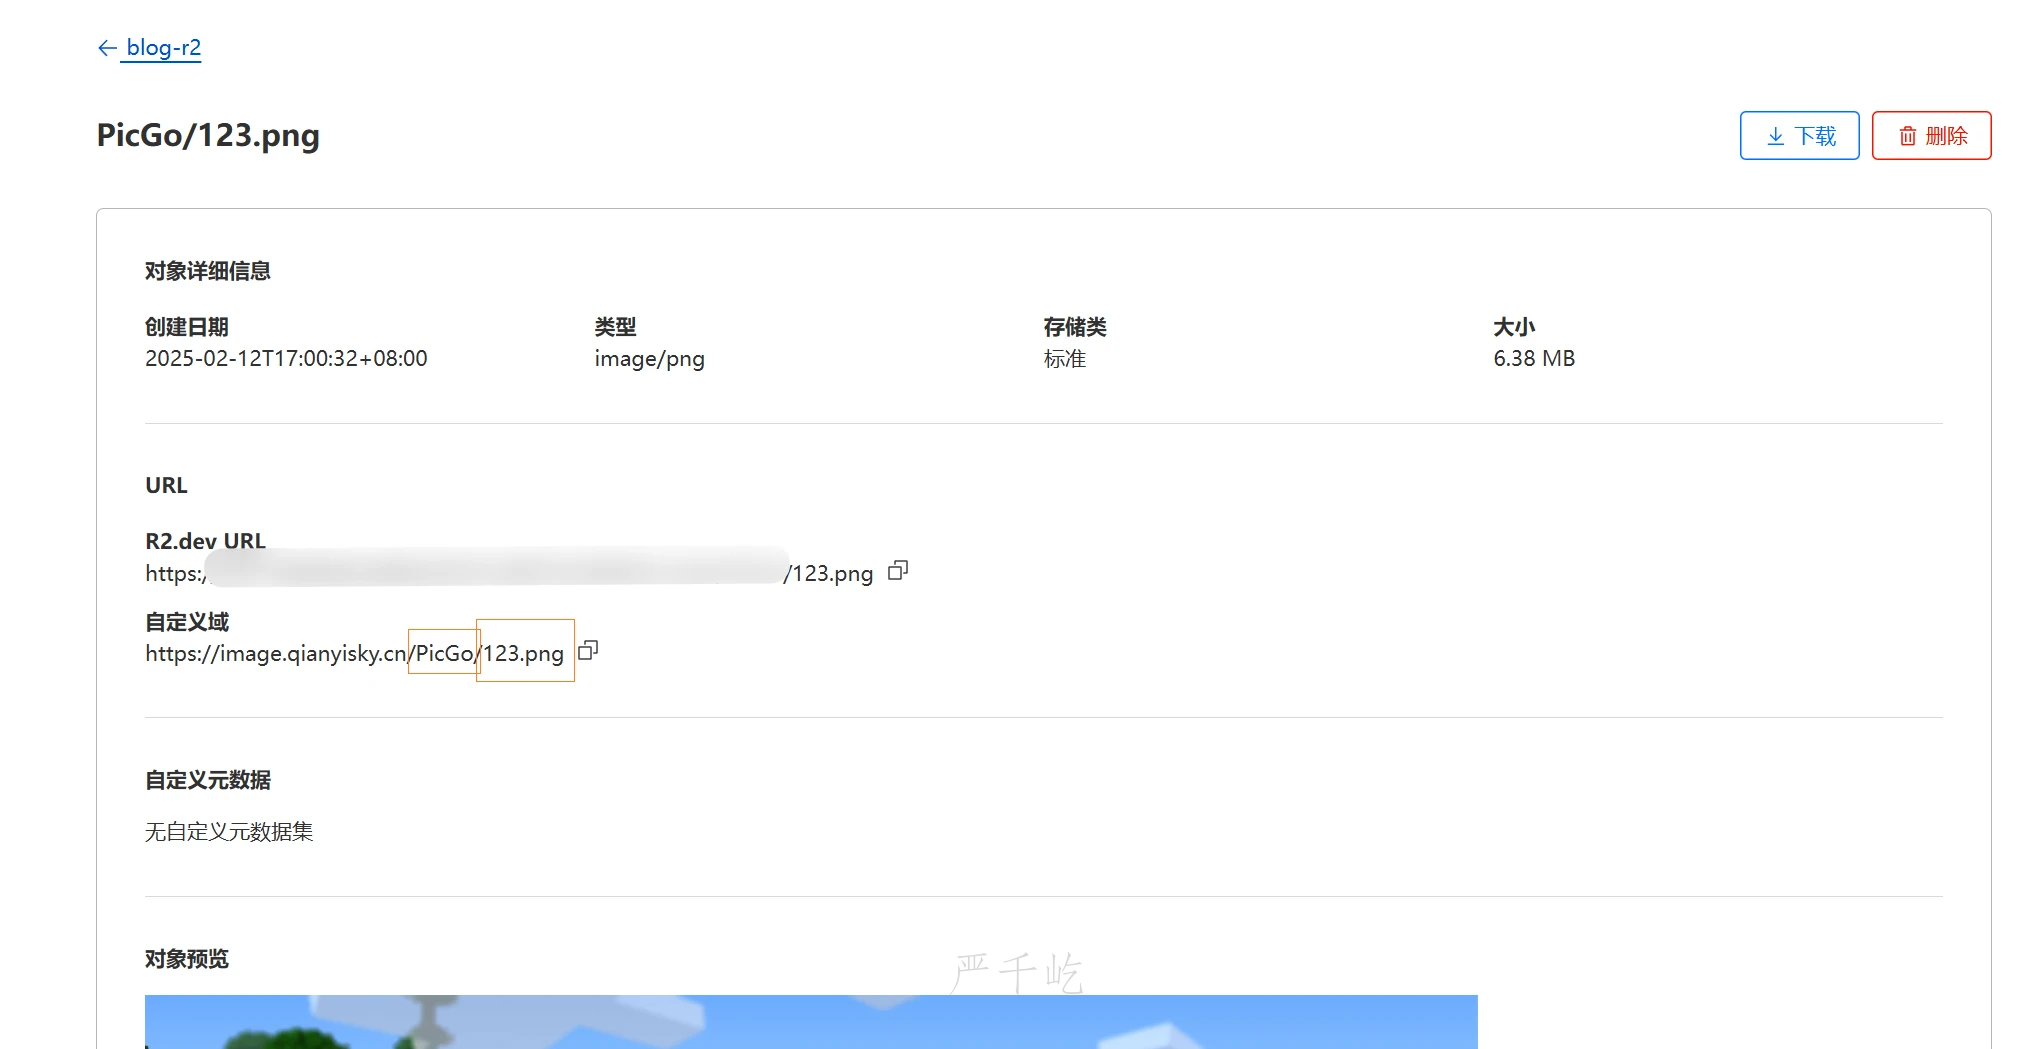 blog-r2
PicGo/123.png
下载
删除
对象详细信息
创建日期
2025-02-12T17:00:32+08:00
类型
image/png
存储类
标准
大小
6.38 MB
URL
R2.dev URL
https:/
/123.png
自定义域
https://image.qianyisky.cn/PicGo/123.png
自定义元数据
无自定义元数据集
对象预览
严千屹